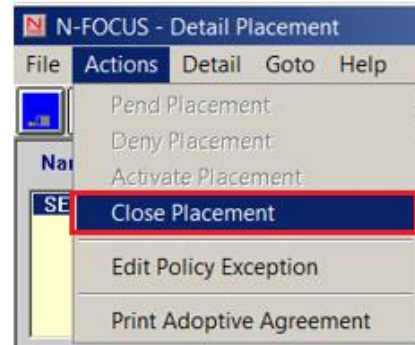 N-FOCUS - Detail Placement
File Actions Detail Goto Help
Pend Placement
Deny Placement
Activate Placement
Close Placement
Edit Policy Exception
Print Adoptive Agreement